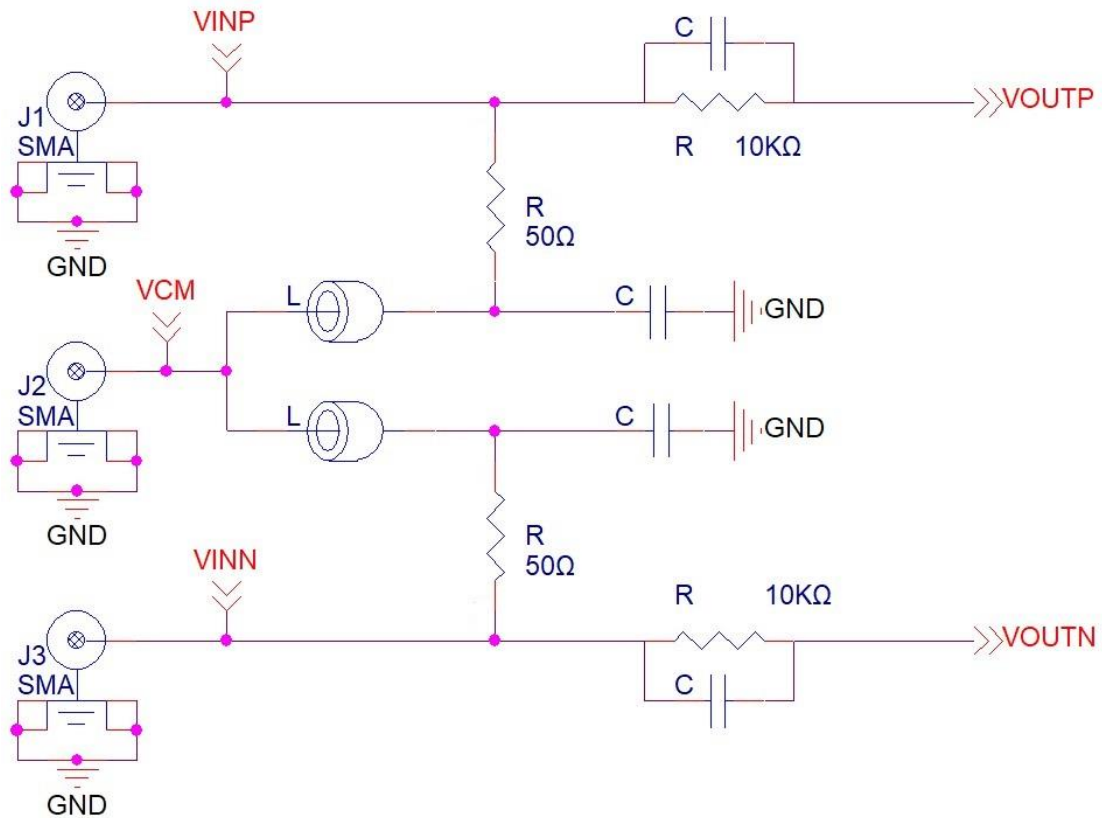 VINP
C
VOUTP
J1
SMA
R 10KΩ
R
50Ω
GND
VCM
L
C
GND
J2
SMA
L
C
GND
GND
R
50Ω
VINN
R 10KΩ
VOUTN
J3
SMA
C
GND